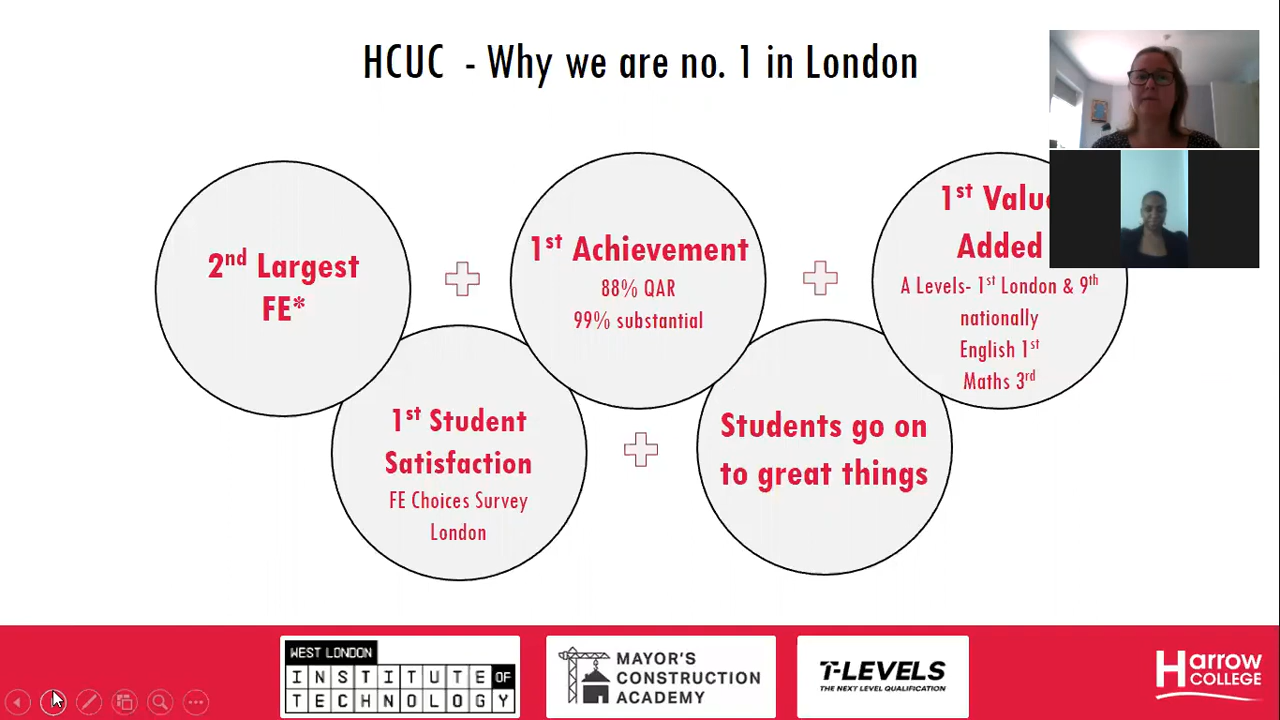 HCUC - Why we are no. 1 in London
2nd Largest
FE*
1st Achievement
88% QAR
99% substantial
1st Value
Added
A Levels- 1st London & 9th
nationally
English 1st
Maths 3rd
1st Student
Satisfaction
FE Choices Survey
London
Students go on
to great things
WEST LONDON
INSTITUTE OF
TECHNOLOGY
MAYOR'S
CONSTRUCTION
ACADEMY
T-LEVELS
THE NEXT LEVEL QUALIFICATION
Harrow
COLLEGE